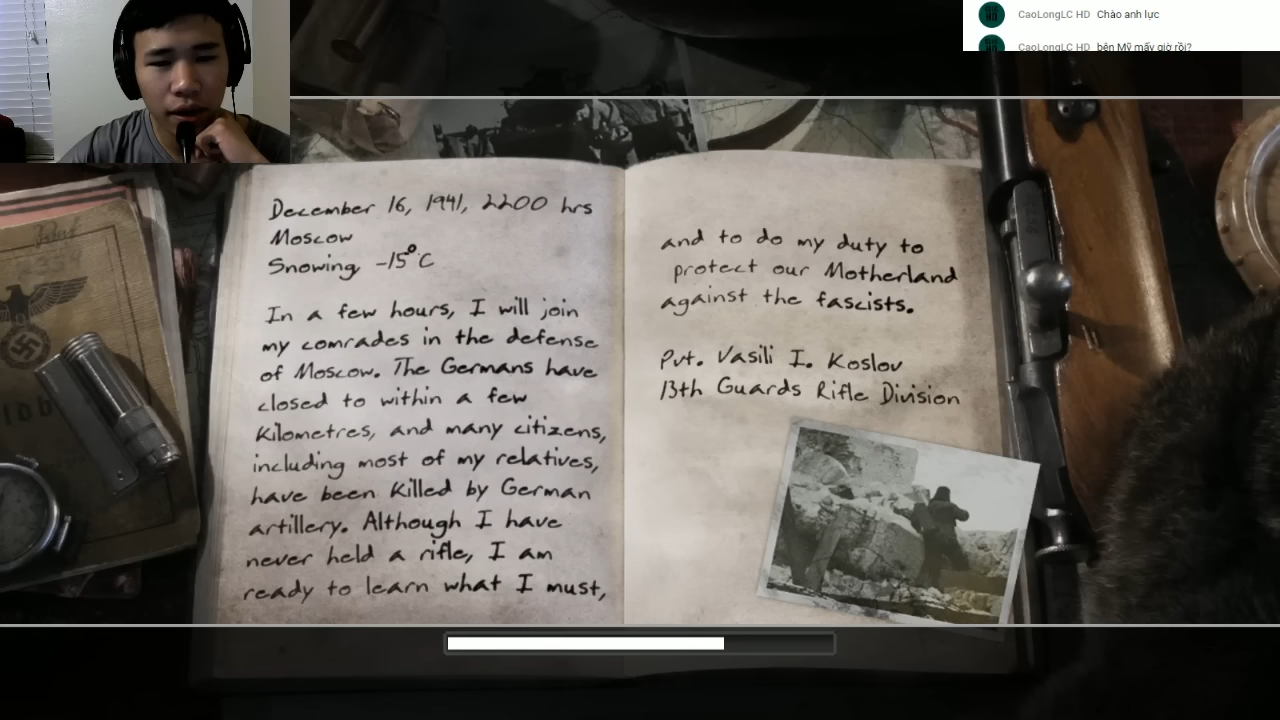 CaoLongLC HD Chào anh lực
CaoLongLC HD bên Mỹ mấy giờ rồi?
December 16, 1941, 2200 hrs
Moscow
Snowing -15°C
In a few hours, I will join
my comrades in the defense
of Moscow. The Germans have
closed to within a few
Kilometres, and many citizens,
including most of my relatives,
have been killed by German
artillery. Although I have
never held a rifle, I am
ready to learn what I must,
and to do my duty to
protect our Motherland
against the fascists.
Pvt. Vasili I. Koslov
13th Guards Rifle Division